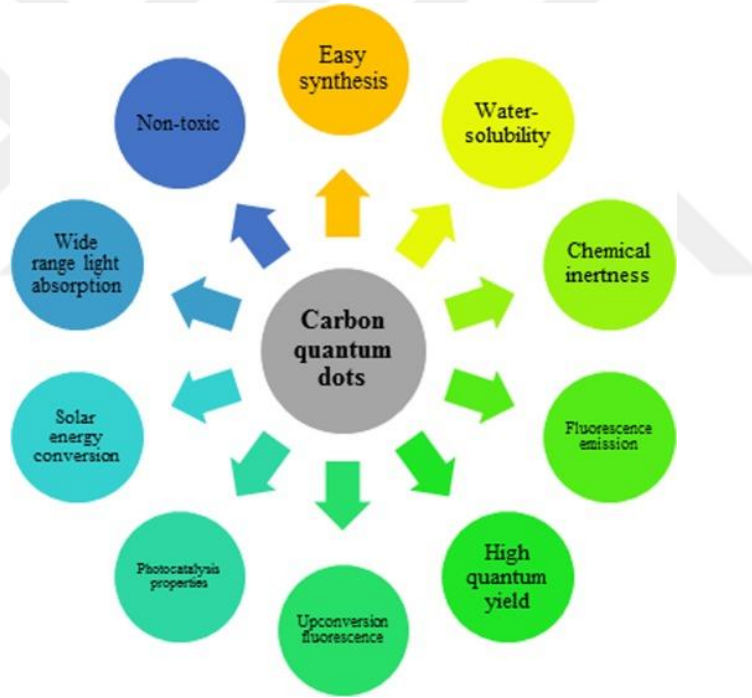 Easy
synthesis
Water-
solubility
Chemical
inertness
Fluorescence
emission
High
quantum
yield
Upconversion
fluorescence
Photocatalysis
properties
Solar
energy
conversion
Wide
range light
absorption
Non-toxic
Carbon
quantum
dots